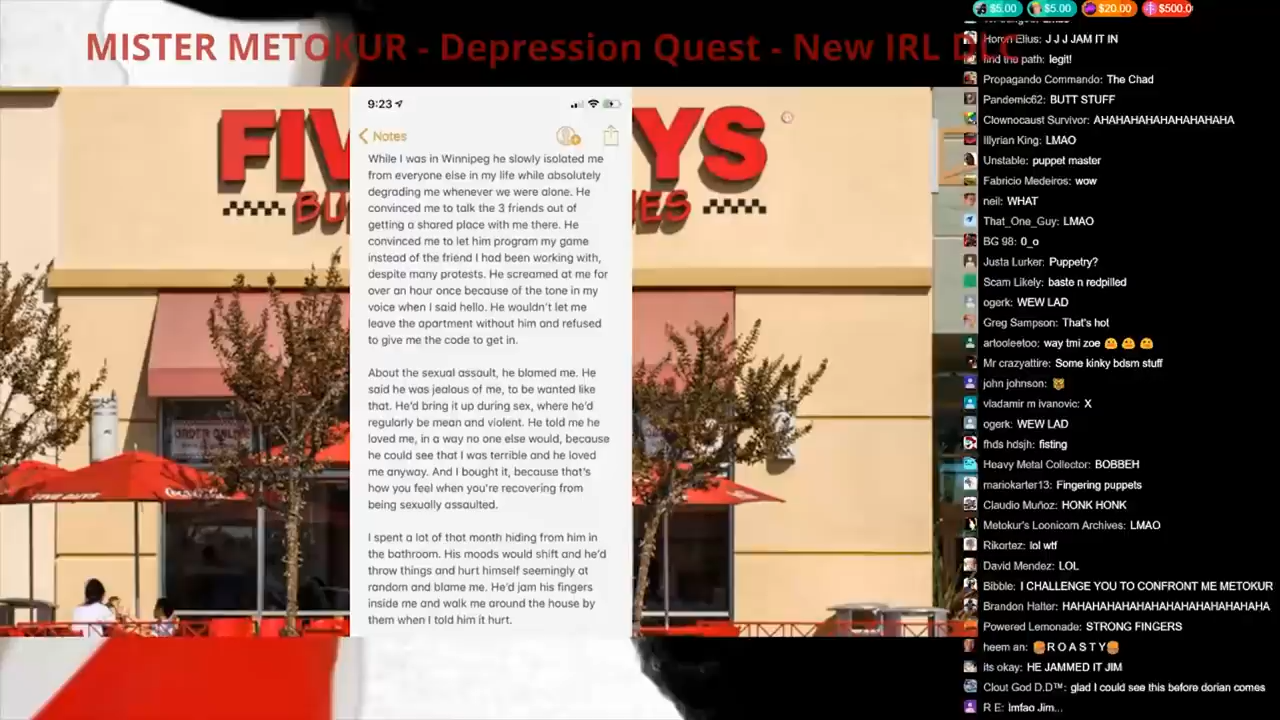 $5.00 $5.00 $20.00 $500.0
MISTER METOKUR - Depression Quest - New IRL DLC
FIV
YS
BU
IES
9:23
Notes
While I was in Winnipeg he slowly isolated me
from everyone else in my life while absolutely
degrading me whenever we were alone. He
convinced me to talk the 3 friends out of
getting a shared place with me there. He
convinced me to let him program my game
instead of the friend I had been working with,
despite many protests. He screamed at me for
over an hour once because of the tone in my
voice when I said hello. He wouldn't let me
leave the apartment without him and refused
to give me the code to get in.
About the sexual assault, he blamed me. He
said he was jealous of me, to be wanted like
that. He'd bring it up during sex, where he'd
regularly be mean and violent. He told me he
loved me, in a way no one else would, because
he could see that I was terrible and he loved
me anyway. And I bought it, because that's
how you feel when you're recovering from
being sexually assaulted.
I spent a lot of that month hiding from him in
the bathroom. His moods would shift and he'd
throw things and hurt himself seemingly at
random and blame me. He'd jam his fingers
inside me and walk me around the house by
them when I told him it hurt.
ORDER ONLINE
FIVE GUYS
Horon Elius: J J J JAM IT IN
find the path: legit!
Propagando Commando: The Chad
Pandemic62: BUTT STUFF
Clownocaust Survivor: AHAHAHAHAHAHAHAHA
Illyrian King: LMAO
Unstable: puppet master
Fabricio Medeiros: wow
neil: WHAT
That_One_Guy: LMAO
BG 98: 0_o
Justa Lurker: Puppetry?
Scam Likely: baste n redpilled
ogerk: WEW LAD
Greg Sampson: That's hot
artooleetoo: way tmi zoe
Mr crazyattire: Some kinky bdsm stuff
john johnson:
vladamir m ivanovic: X
ogerk: WEW LAD
fhds hdsjh: fisting
Heavy Metal Collector: BOBBEH
mariokarter13: Fingering puppets
Claudio Muñoz: HONK HONK
Metokur's Loonicorn Archives: LMAO
Rikortez: lol wtf
David Mendez: LOL
Bibble: I CHALLENGE YOU TO CONFRONT ME METOKUR
Brandon Halter: HAHAHAHAHAHAHAHAHAHAHAHA
Powered Lemonade: STRONG FINGERS
heem an: R O A S T Y
its okay: HE JAMMED IT JIM
Clout God D.D™: glad I could see this before dorian comes
R E: lmfao Jim...